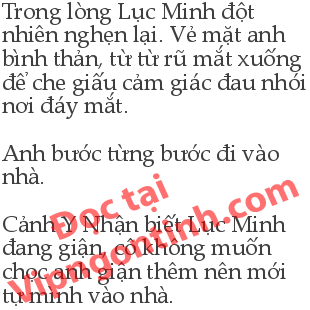 Trong lòng Lục Minh đột
nhiên nghẹn lại. Vẻ mặt anh
bình thản, từ từ rũ mắt xuống
để che giấu cảm giác đau nhói
nơi đáy mắt.
Anh bước từng bước đi vào
nhà.
Đọc tại
Vipngontinh.com
Cảnh Y Nhận biết Lục Minh
đang giận, cô không muốn
chọc anh giận thêm nên mới
tự mình vào nhà.